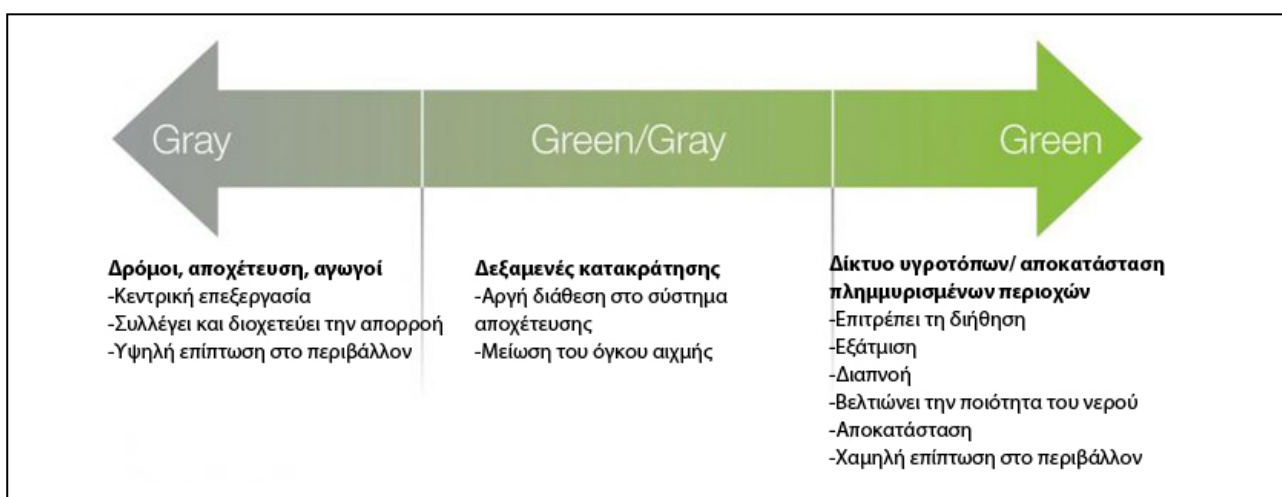 Gray
Green/Gray
Green
Δρόμοι, αποχέτευση, αγωγοί
-Κεντρική επεξεργασία
-Συλλέγει και διοχετεύει την απορροή
-Υψηλή επίπτωση στο περιβάλλον
Δεξαμενές κατακράτησης
-Αργή διάθεση στο σύστημα
αποχέτευσης
-Μείωση του όγκου αιχμής
Δίκτυο υγροτόπων/ αποκατάσταση
πλημμυρισμένων περιοχών
-Επιτρέπει τη διήθηση
-Εξάτμιση
-Διαπνοή
-Βελτιώνει την ποιότητα του νερού
-Αποκατάσταση
-Χαμηλή επίπτωση στο περιβάλλον